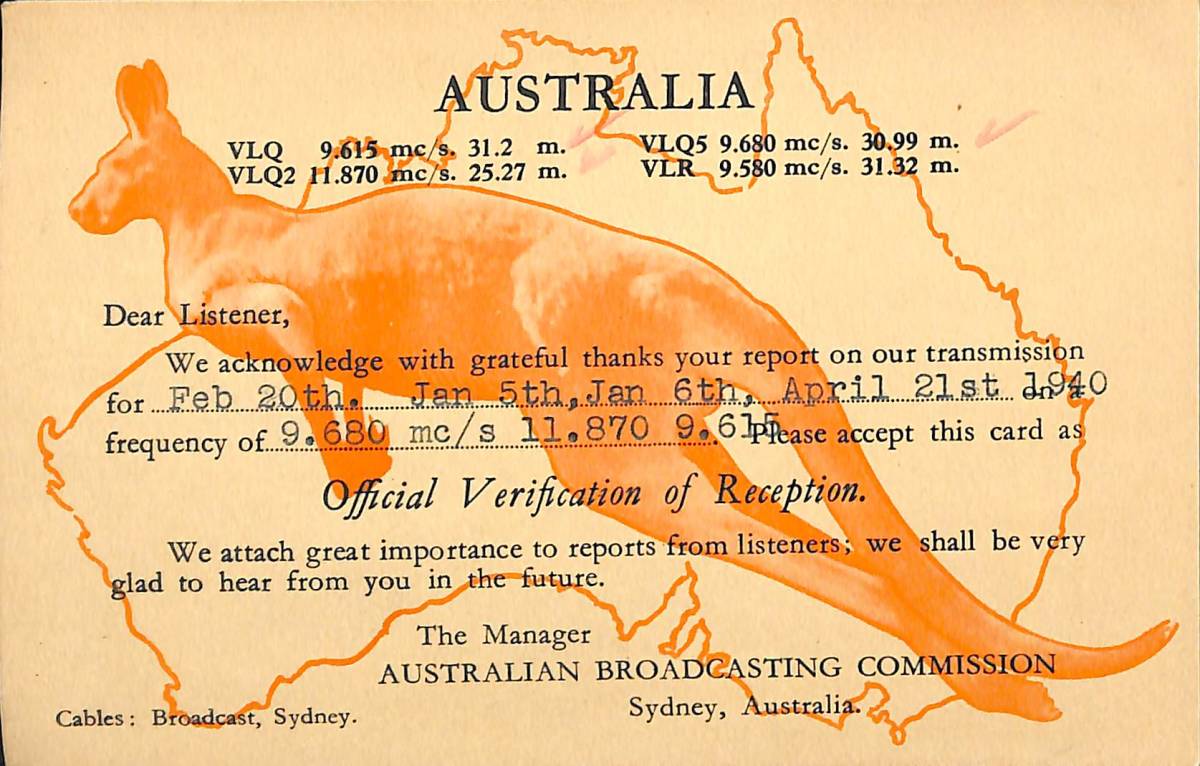 AUSTRALIA
VLQ 9.615 mc/s. 31.2 m. VLQ5 9.680 mc/s. 30.99 m.
VLQ2 11.870 mc/s. 25.27 m. VLR 9.580 mc/s. 31.32 m.
Dear Listener,
We acknowledge with grateful thanks your report on our transmission
for Feb 20th. Jan 5th, Jan 6th, April 21st 1940 on a
frequency of 9.680 mc/s 11.870 9.615 Please accept this card as
Official Verification of Reception.
We attach great importance to reports from listeners; we shall be very
glad to hear from you in the future.
The Manager
AUSTRALIAN BROADCASTING COMMISSION
Cables: Broadcast, Sydney. Sydney, Australia.